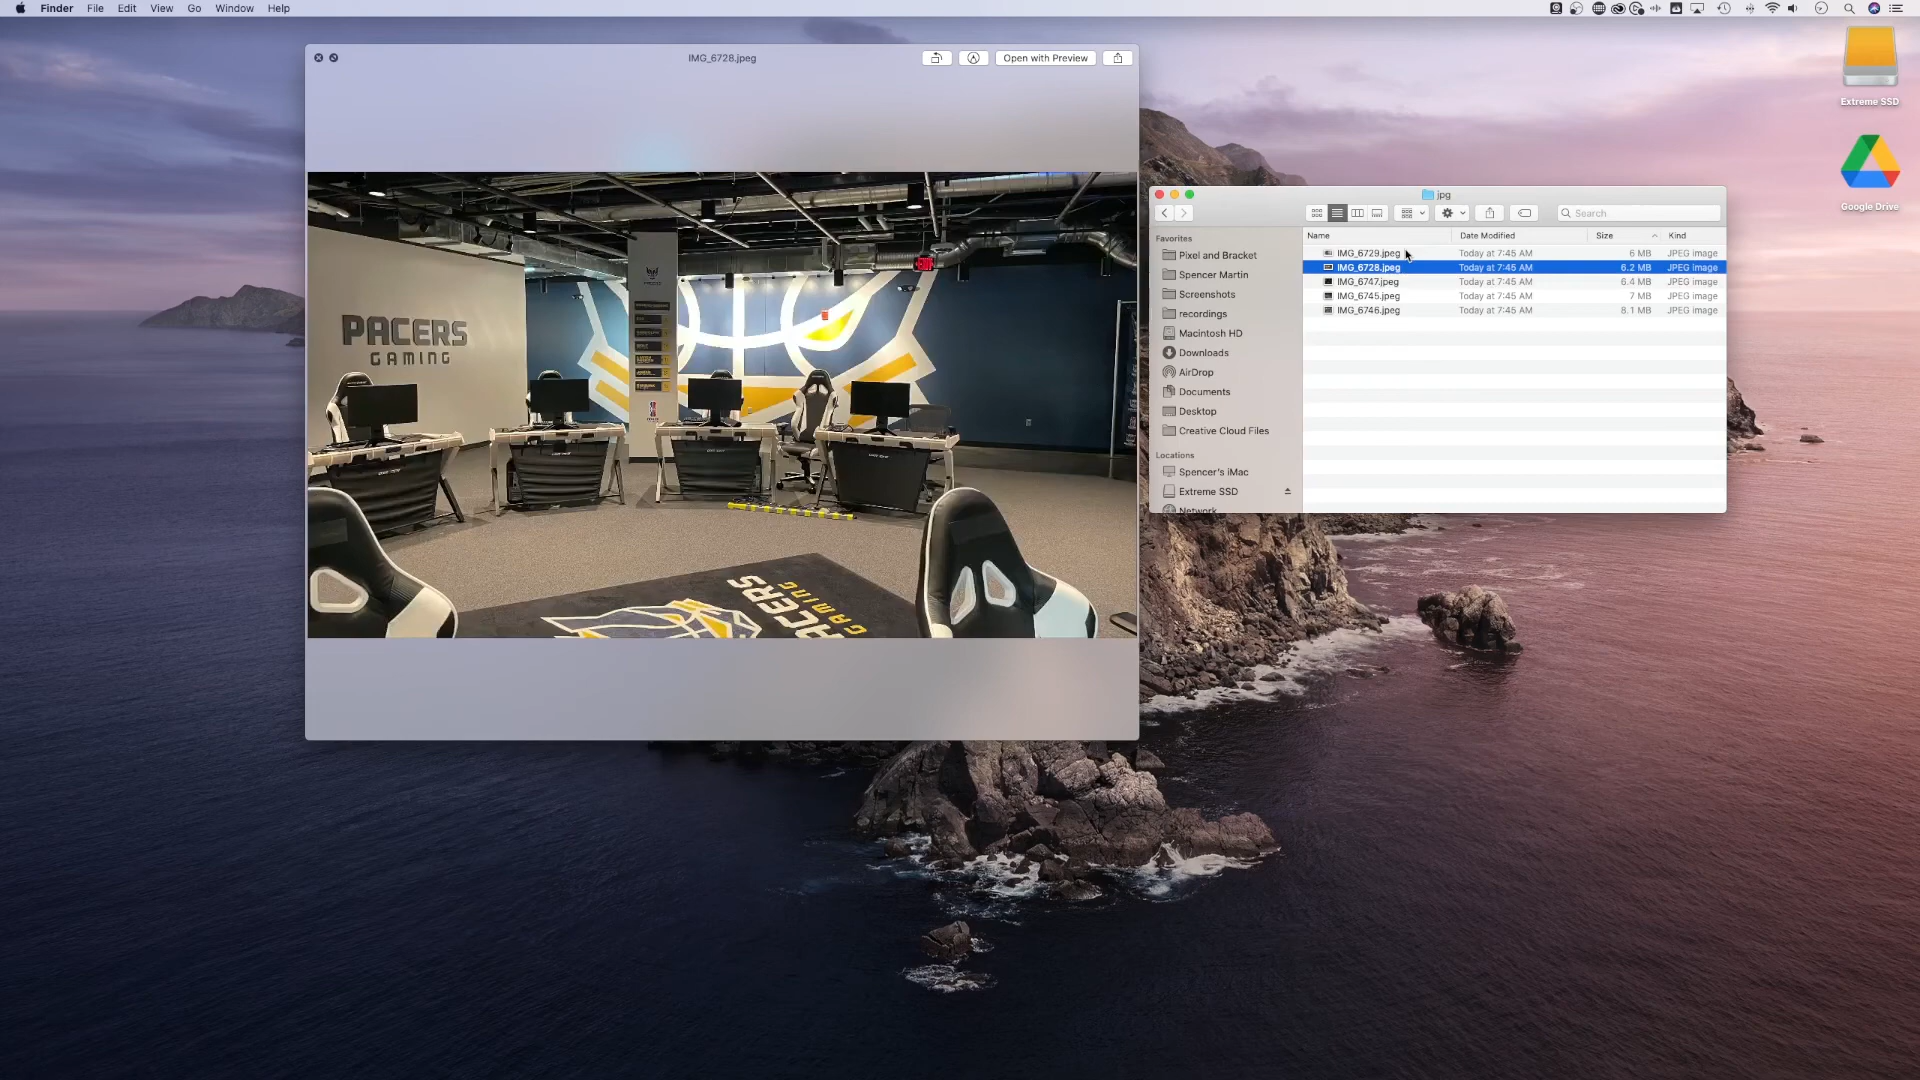 Finder File Edit View Go Window Help
IMG_6728.jpeg
Open with Preview
Extreme SSD
Google Drive
PACERS
GAMING
PACERS
GAMING
jpg
Search
Favorites
Pixel and Bracket
Spencer Martin
Screenshots
recordings
Macintosh HD
Downloads
AirDrop
Documents
Desktop
Creative Cloud Files
Locations
Spencer's iMac
Extreme SSD
Network
Name Date Modified Size Kind
IMG_6729.jpeg Today at 7:45 AM 6 MB JPEG image
IMG_6728.jpeg Today at 7:45 AM 6.2 MB JPEG image
IMG_6747.jpeg Today at 7:45 AM 6.4 MB JPEG image
IMG_6745.jpeg Today at 7:45 AM 7 MB JPEG image
IMG_6746.jpeg Today at 7:45 AM 8.1 MB JPEG image